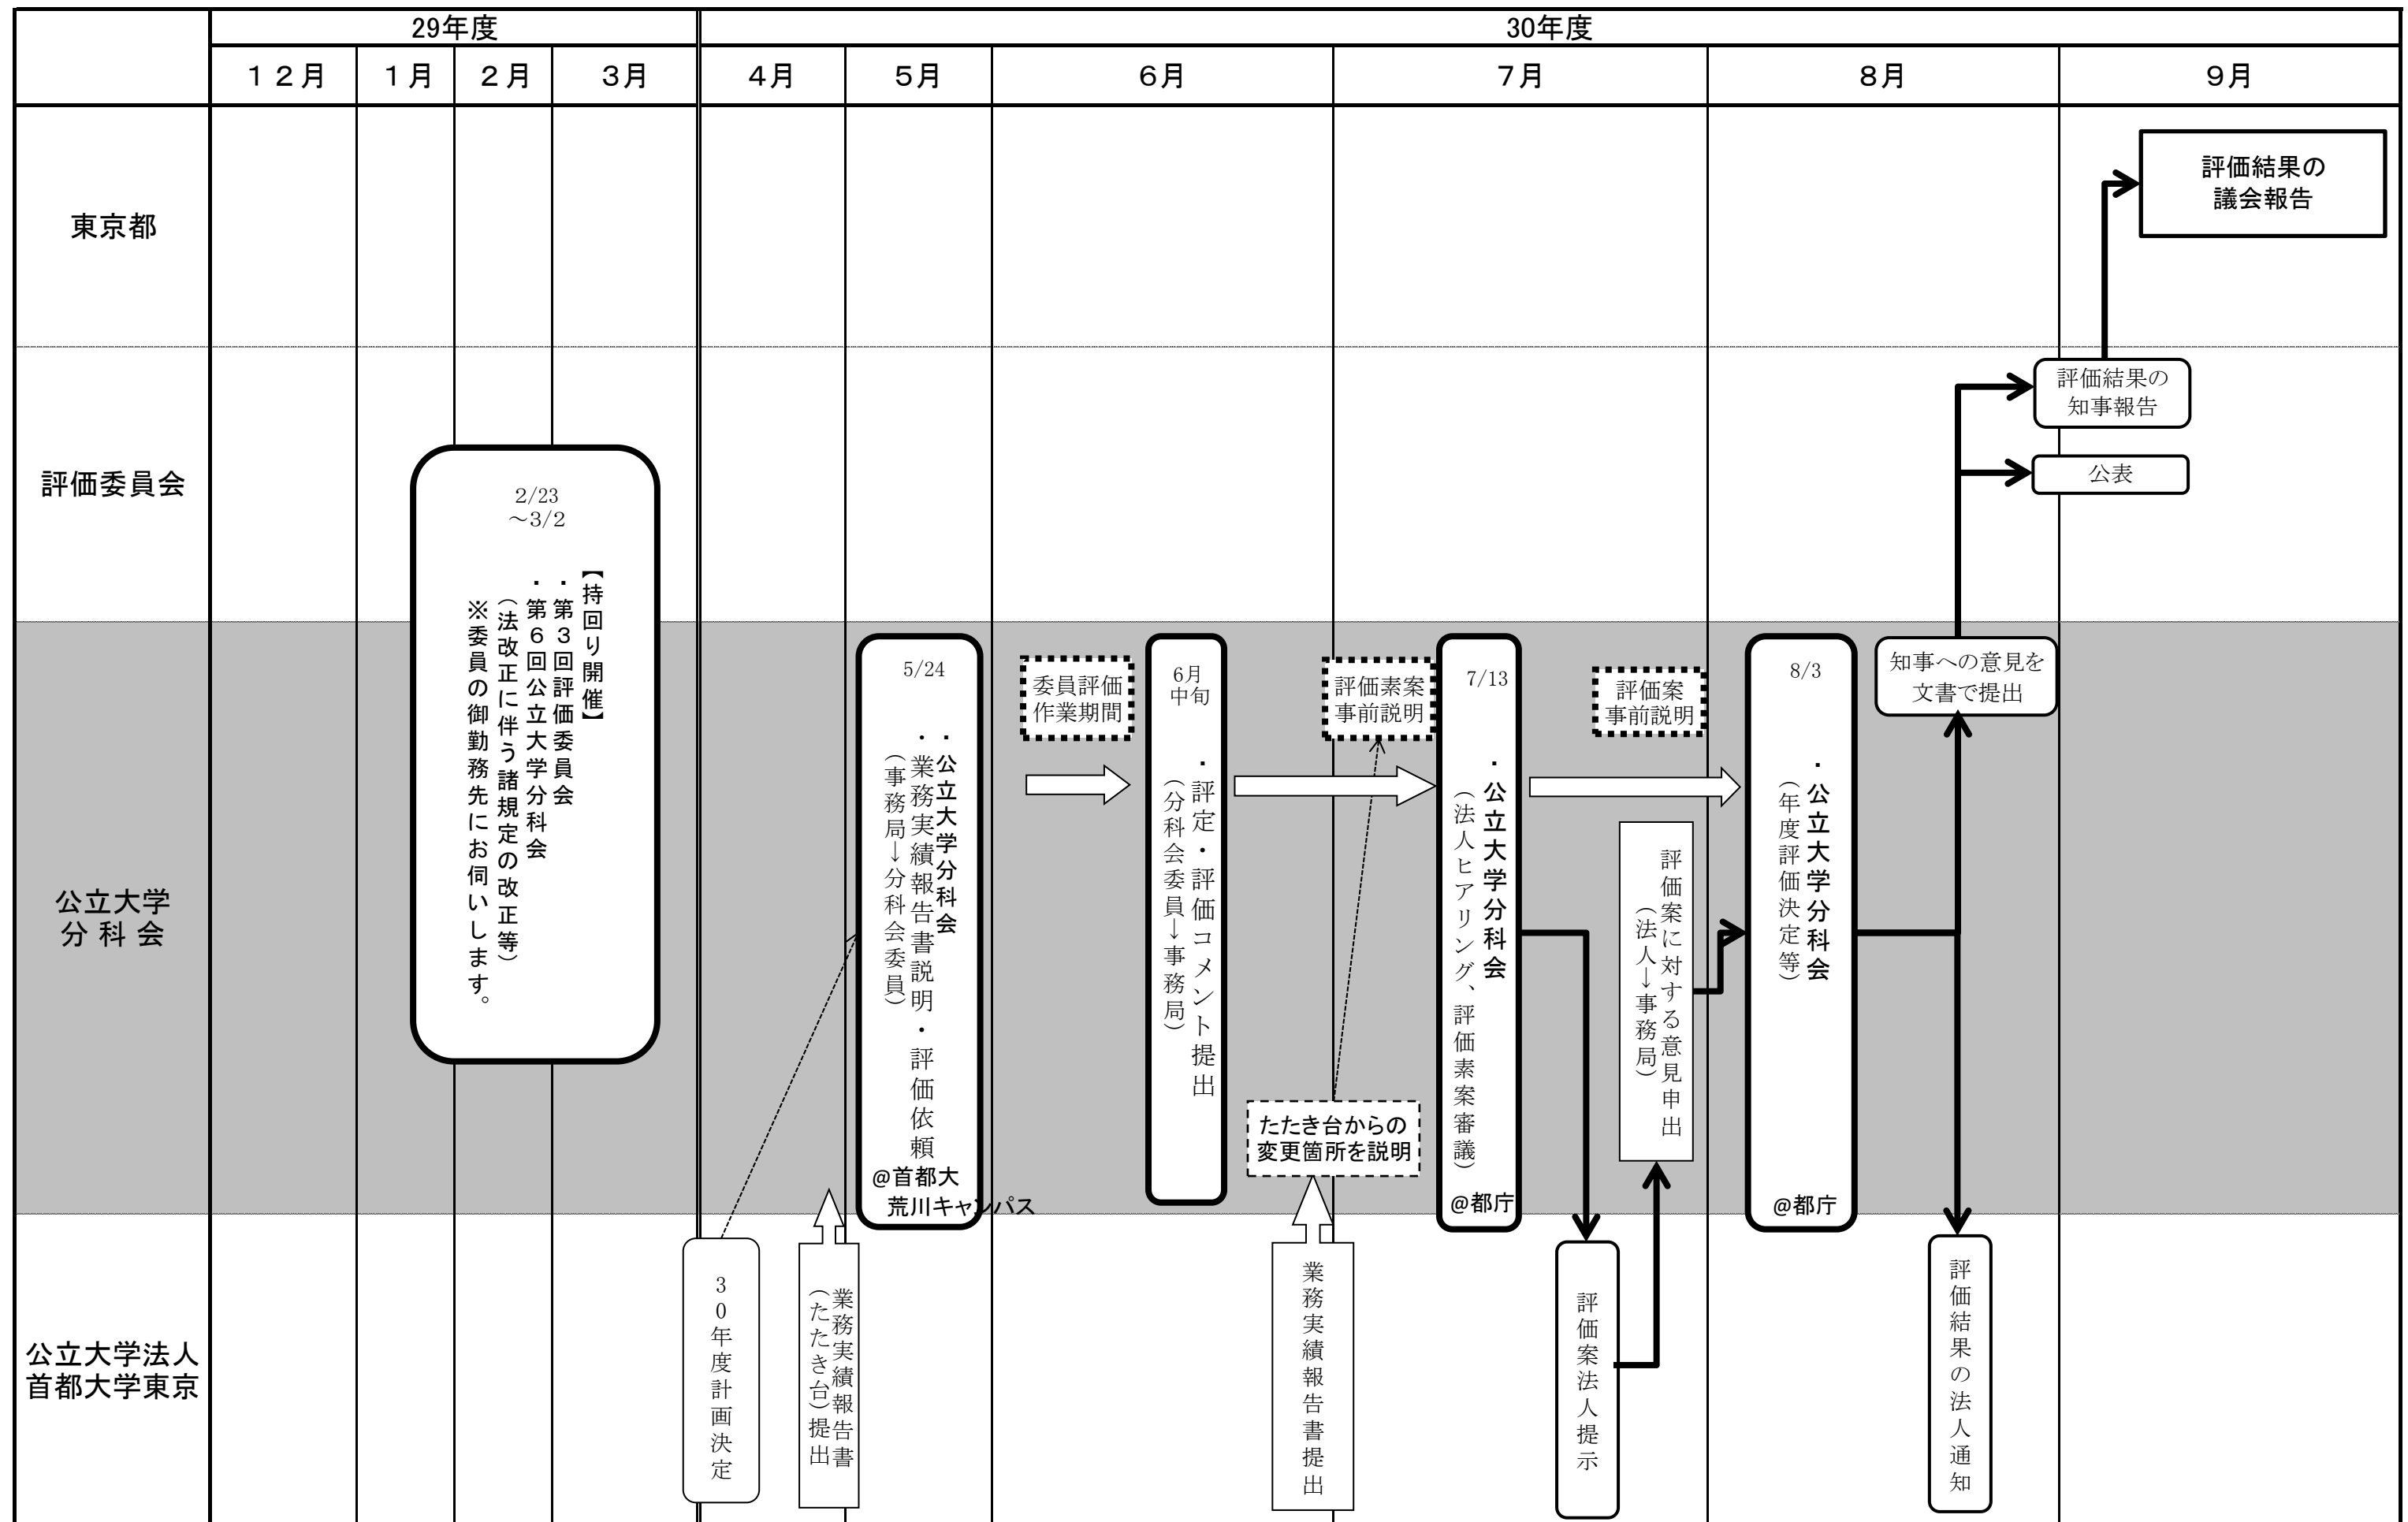 29年度
30年度
12月
1月
2月
3月
4月
5月
6月
7月
8月
9月
東京都
評価結果の
議会報告
評価委員会
評価結果の
知事報告
公表
2/23
～3/2
【持回り開催】
・第3回評価委員会
・第6回公立大学分科会
（法改正に伴う諸規定の改正等）
※委員の御勤務先にお伺いします。
公立大学
分科会
5/24
・公立大学分科会
・業務実績報告書説明・評価依頼
（事務局→分科会委員）
@首都大
荒川キャンパス
委員評価
作業期間
6月
中旬
・評定・評価コメント提出
（分科会委員→事務局）
評価素案
事前説明
たたき台からの
変更箇所を説明
7/13
・公立大学分科会
（法人ヒアリング、評価素案審議）
@都庁
評価案
事前説明
評価案に対する意見申出
（法人→事務局）
8/3
・公立大学分科会
（年度評価決定等）
@都庁
知事への意見を
文書で提出
公立大学法人
首都大学東京
30年度計画決定
業務実績報告書
（たたき台）提出
業務実績報告書提出
評価案法人提示
評価結果の法人通知